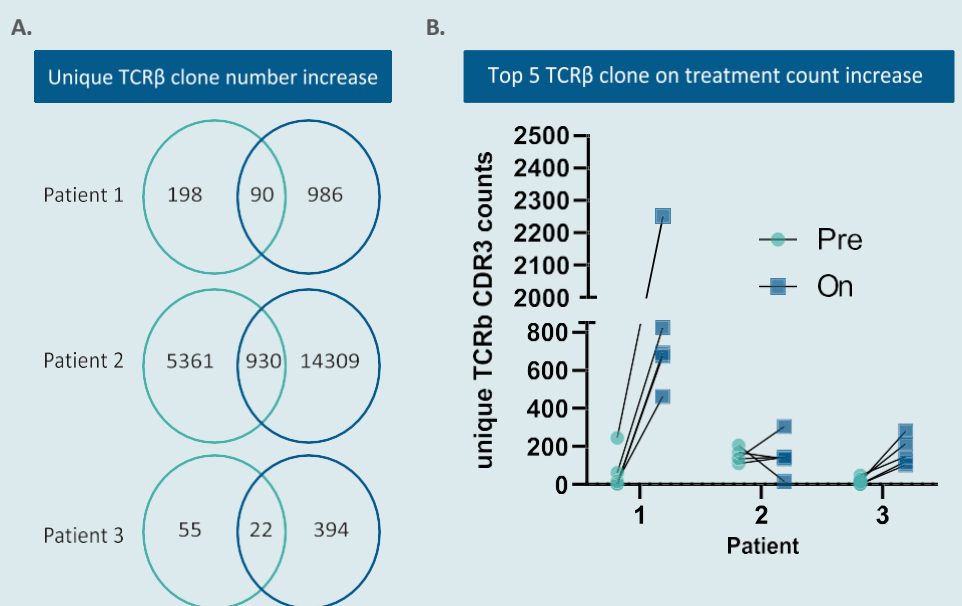 A.
Unique TCRβ clone number increase
Patient 1
198
90
986
Patient 2
5361
930
14309
Patient 3
55
22
394
B.
Top 5 TCRβ clone on treatment count increase
unique TCRb CDR3 counts
2500
2400
2300
2200
2100
2000
800
600
400
200
0
Pre
On
1
2
3
Patient